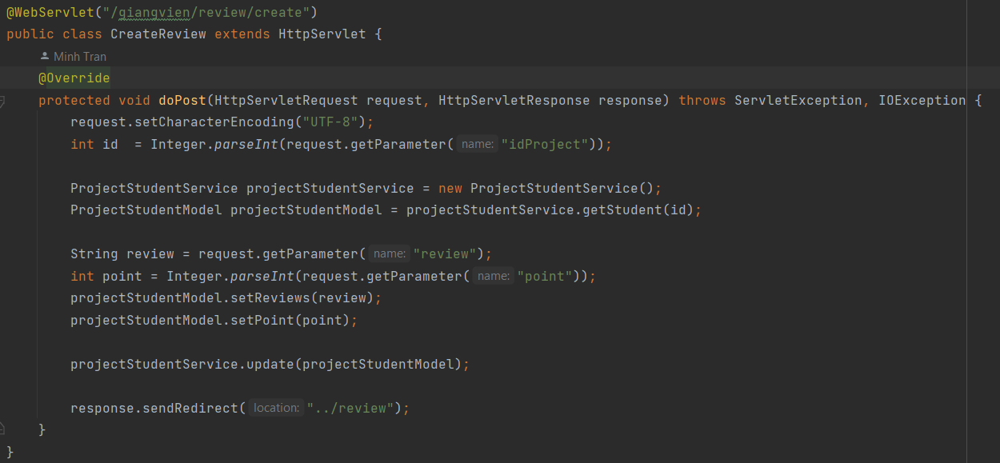 @WebServlet("/giangvien/review/create")
public class CreateReview extends HttpServlet {
Minh Tran
@Override
protected void doPost(HttpServletRequest request, HttpServletResponse response) throws ServletException, IOException {
request.setCharacterEncoding("UTF-8");
int id  = Integer.parseInt(request.getParameter( name: "idProject"));
ProjectStudentService projectStudentService = new ProjectStudentService();
ProjectStudentModel projectStudentModel = projectStudentService.getStudent(id);
String review = request.getParameter( name: "review");
int point = Integer.parseInt(request.getParameter( name: "point"));
projectStudentModel.setReviews(review);
projectStudentModel.setPoint(point);
projectStudentService.update(projectStudentModel);
response.sendRedirect( location: "../review");
}
}